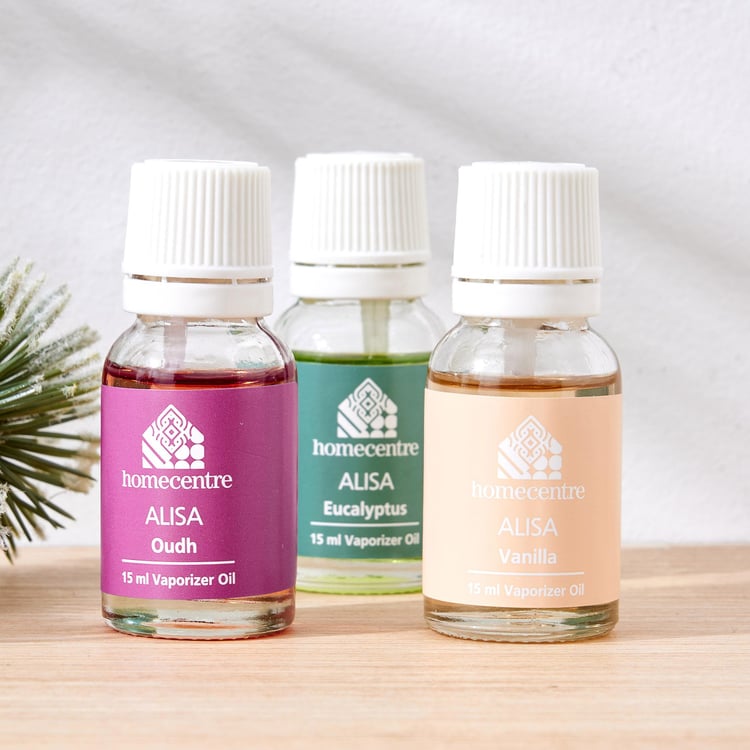 homecentre
ALISA
Oudh
15 ml Vaporizer Oil
homecentre
ALISA
Eucalyptus
15 ml Vaporizer Oil
homecentre
ALISA
Vanilla
15 ml Vaporizer Oil